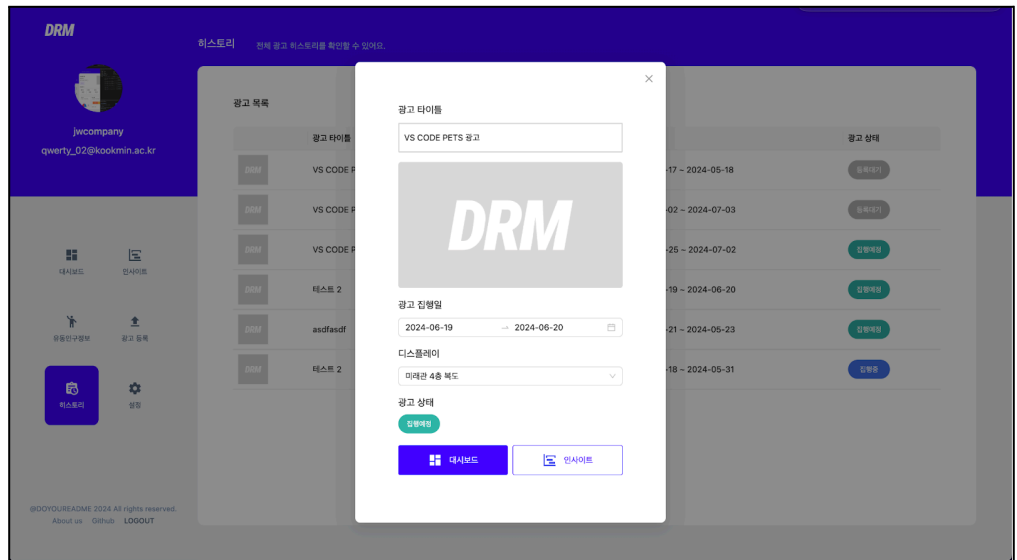 DRM
히스토리 전체 광고 히스토리를 확인할 수 있어요.
jwcompany
qwerty_02@kookmin.ac.kr
대시보드 인사이트
유동인구정보 광고 등록
히스토리 설정
@DOYOUREADME 2024 All rights reserved.
About us Github LOGOUT
광고 목록
광고 타이틀 광고 상태
DRM VS CODE P -17 ~ 2024-05-18 등록대기
DRM VS CODE P -02 ~ 2024-07-03 등록대기
DRM VS CODE P -25 ~ 2024-07-02 집행예정
DRM 테스트 2 -19 ~ 2024-06-20 집행예정
DRM asdfasdf -21 ~ 2024-05-23 집행예정
DRM 테스트 2 -18 ~ 2024-05-31 집행중
광고 타이틀
VS CODE PETS 광고
DRM
광고 집행일
2024-06-19 → 2024-06-20
디스플레이
미래관 4층 복도
광고 상태
집행예정
대시보드 인사이트